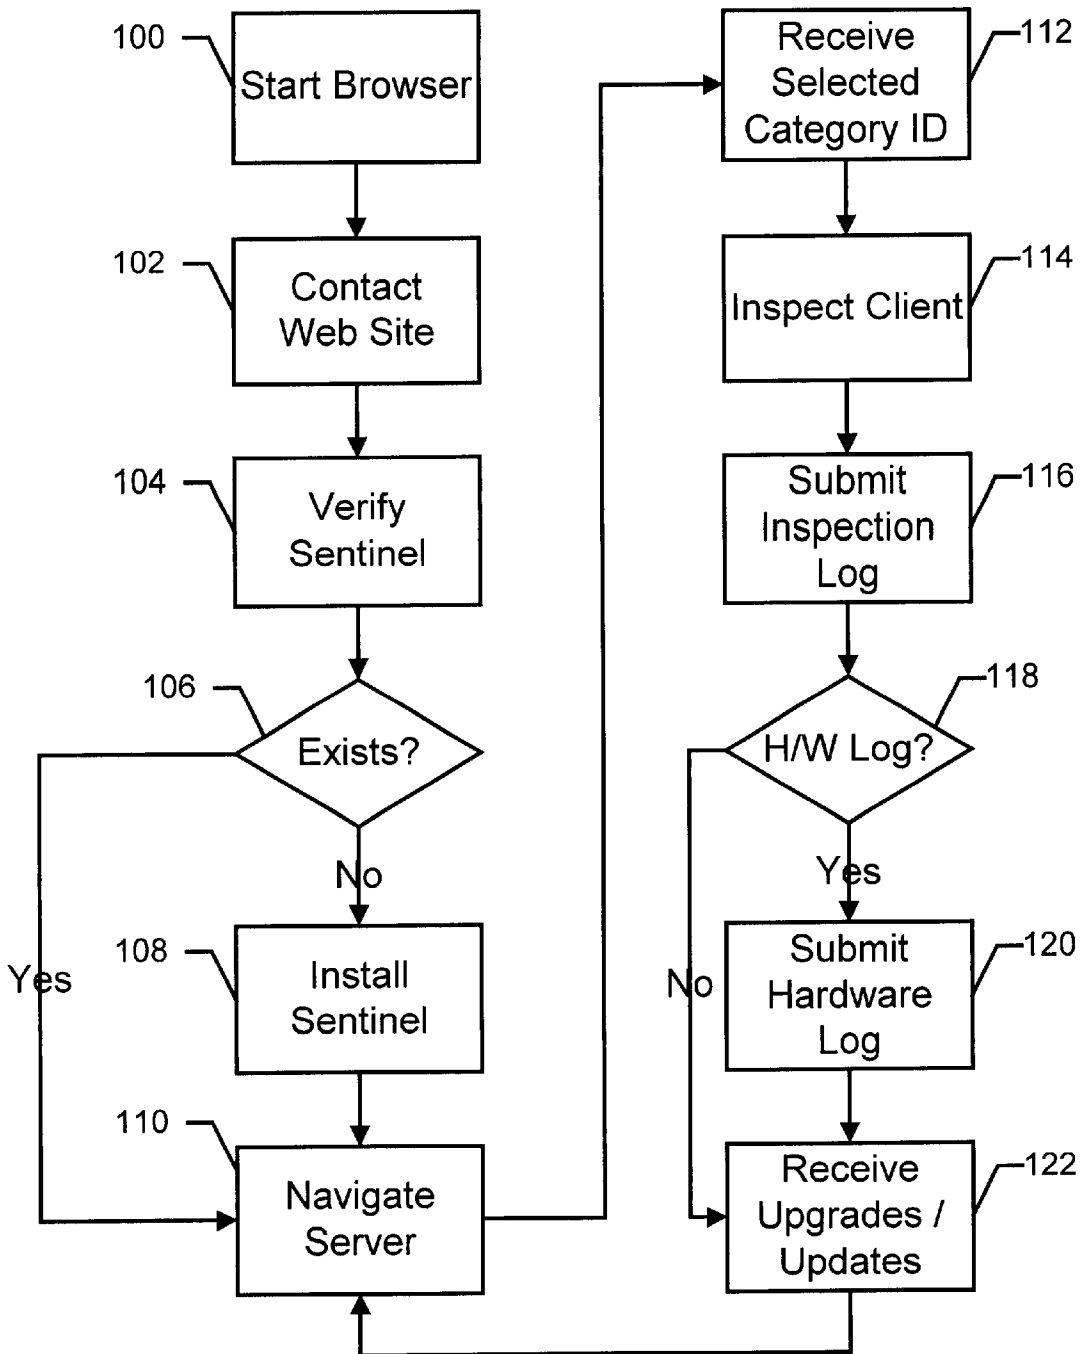 100
Start Browser
102
Contact
Web Site
104
Verify
Sentinel
106
Exists?
No
Yes
108
Install
Sentinel
110
Navigate
Server
112
Receive
Selected
Category ID
114
Inspect Client
116
Submit
Inspection
Log
118
H/W Log?
Yes
No
120
Submit
Hardware
Log
122
Receive
Upgrades /
Updates